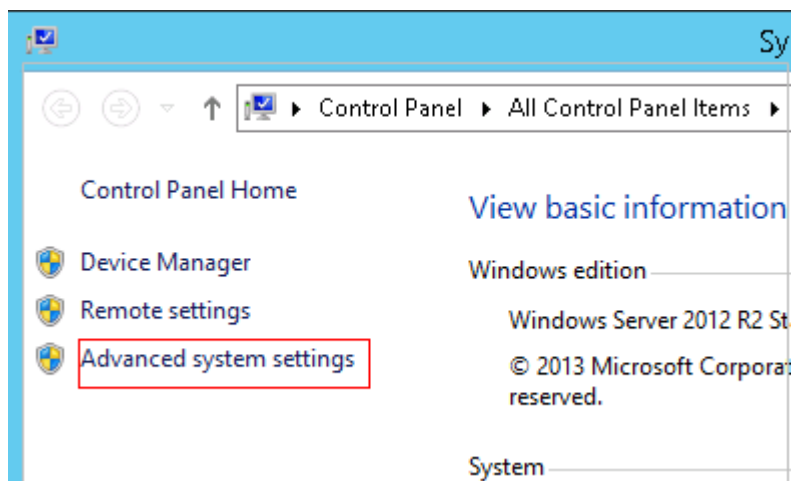 Sy
Control Panel ▸ All Control Panel Items ▸
Control Panel Home
View basic information
Device Manager
Windows edition
Remote settings
Windows Server 2012 R2 St
Advanced system settings
© 2013 Microsoft Corporat
reserved.
System